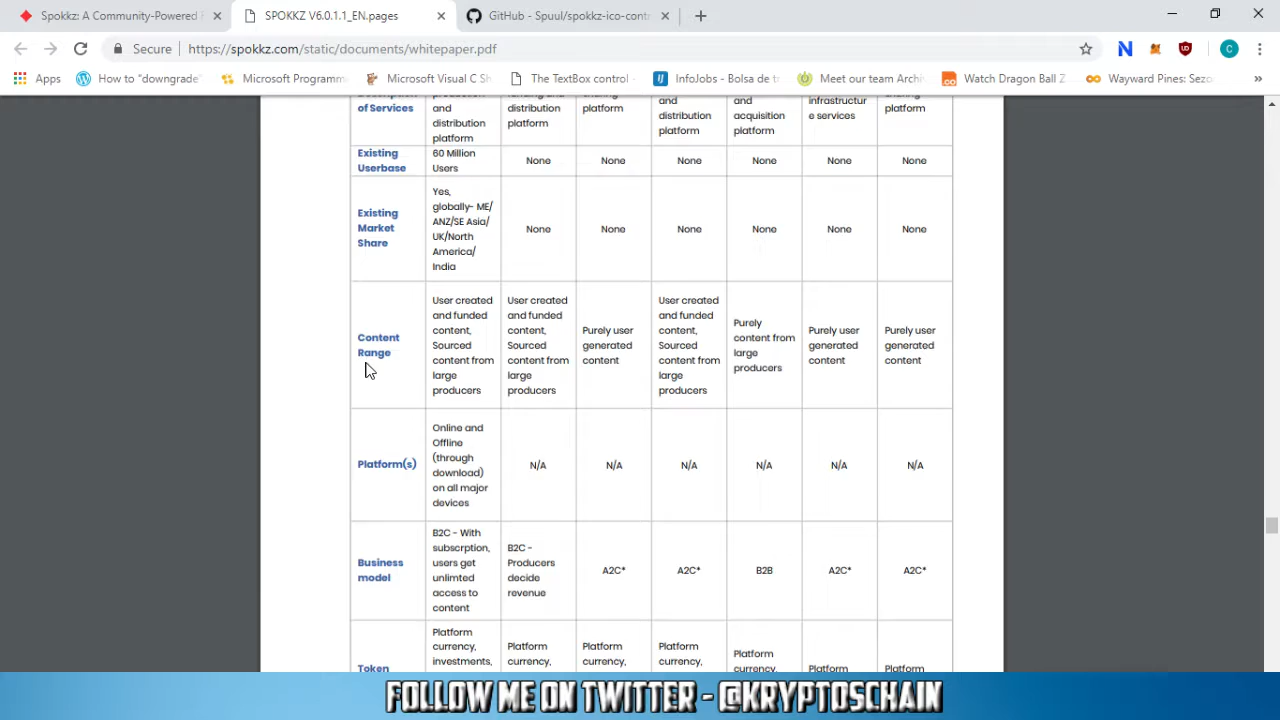 Spokkz: A Community-Powered F
SPOKKZ V6.0.1.1_EN.pages
GitHub - Spuul/spokkz-ico-contr
Secure
https://spokkz.com/static/documents/whitepaper.pdf
N
C
Apps
How to "downgrade"
Microsoft Programm
Microsoft Visual C Sh
The TextBox control -
InfoJobs - Bolsa de tr
Meet our team Archi
Watch Dragon Ball Z
Wayward Pines: Sezo
»
of Services
production
and
distribution
platform
funding and
distribution
platform
sharing
platform
and
distribution
platform
and
acquisition
platform
infrastructur
e services
sharing
platform
Existing
Userbase
60 Million
Users
None
None
None
None
None
None
Existing
Market
Share
Yes,
globally- ME/
ANZ/SE Asia/
UK/North
America/
India
None
None
None
None
None
None
Content
Range
User created
and funded
content,
Sourced
content from
large
producers
User created
and funded
content,
Sourced
content from
large
producers
Purely user
generated
content
User created
and funded
content,
Sourced
content from
large
producers
Purely
content from
large
producers
Purely user
generated
content
Purely user
generated
content
Platform(s)
Online and
Offline
(through
download)
on all major
devices
N/A
N/A
N/A
N/A
N/A
N/A
Business
model
B2C - With
subscrption,
users get
unlimted
access to
content
B2C -
Producers
decide
revenue
A2C*
A2C*
B2B
A2C*
A2C*
Token
Platform
currency,
investments,
Platform
currency,
Platform
currency,
Platform
currency,
Platform
currency,
Platform
Platform
FOLLOW ME ON TWITTER - @KRYPTOSCHAIN